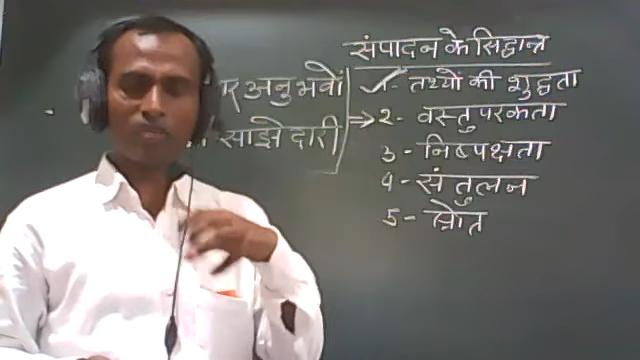 संपादन के सिद्धान्त
1- तथ्यों की शुद्धता
2- वस्तुपरकता
3 - निष्पक्षता
4 - संतुलन
5 - स्रोत
अनुभवों
साझेदारी